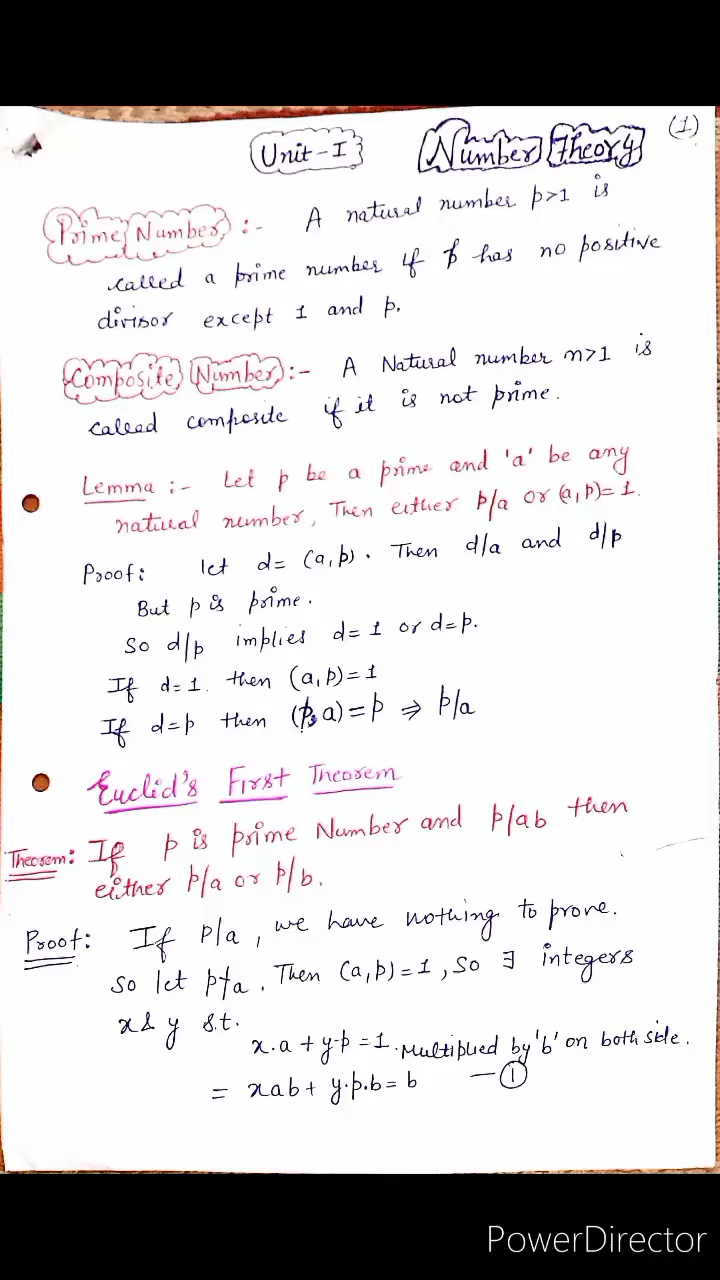 (1)
Unit-I Number Theory
Prime Number :- A natural number p>1 is
called a prime number if p has no positive
divisor except 1 and p.
Composite Number :- A Natural number n>1 is
called composite if it is not prime.
Lemma :- Let p be a prime and 'a' be any
natural number, Then either p/a or (a,p)=1.
Proof: let d= (a,p). Then d/a and d/p
But p is prime.
So d/p implies d=1 or d=p.
If d=1 then (a,p)=1
If d=p then (p,a)=p ⇒ p/a
Euclid's First Theorem
Theorem: If p is prime Number and p/ab then
either p/a or p/b.
Proof: If p/a, we have nothing to prove.
So let p∤a. Then (a,p)=1, So ∃ integers
x & y s.t.
x.a + y.p = 1. Multiplied by 'b' on both side.
= xab + y.p.b = b —①
PowerDirector